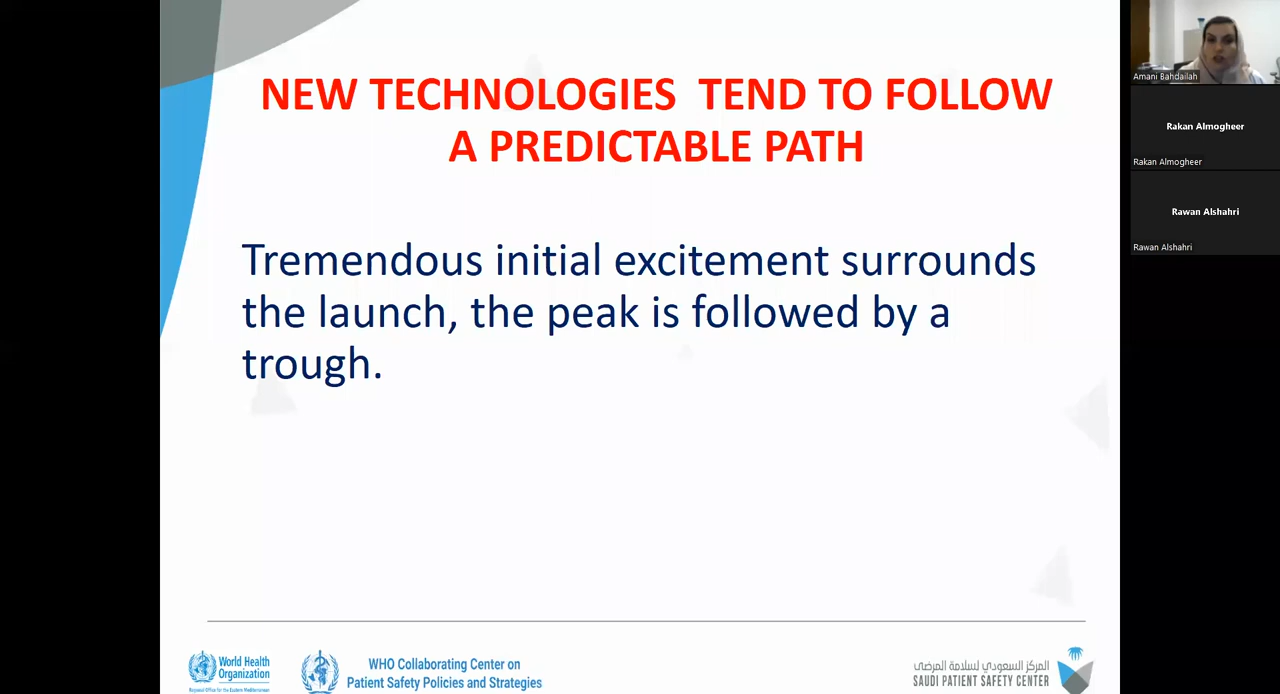 NEW TECHNOLOGIES TEND TO FOLLOW
A PREDICTABLE PATH
Tremendous initial excitement surrounds
the launch, the peak is followed by a
trough.
World Health
Organization
Regional Office for the Eastern Mediterranean
WHO Collaborating Center on
Patient Safety Policies and Strategies
المركز السعودي لسلامة المرضى
SAUDI PATIENT SAFETY CENTER
Amani Bahdailah
Rakan Almogheer
Rakan Almogheer
Rawan Alshahri
Rawan Alshahri